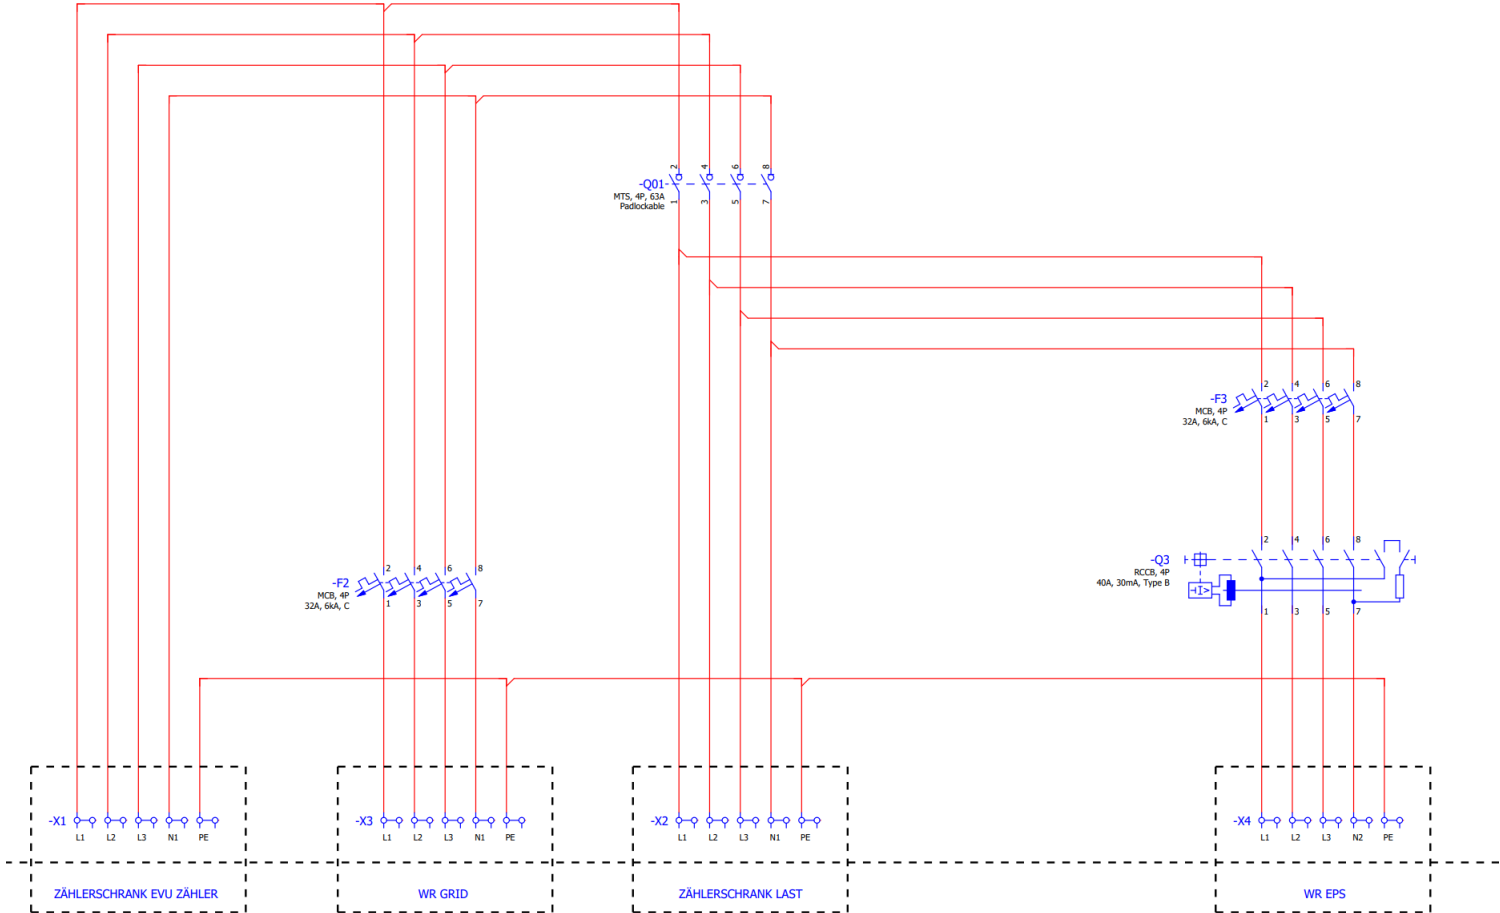 2 4 6 8
-Q01
MTS, 4P, 63A
Padlockable
1 3 5 7
2 4 6 8
-F3
MCB, 4P
32A, 6kA, C
1 3 5 7
2 4 6 8
-Q3
RCCB, 4P
40A, 30mA, Type B
I>
1 3 5 7
2 4 6 8
-F2
MCB, 4P
32A, 6kA, C
1 3 5 7
-X1
L1 L2 L3 N1 PE
-X3
L1 L2 L3 N1 PE
-X2
L1 L2 L3 N1 PE
-X4
L1 L2 L3 N2 PE
ZÄHLERSCHRANK EVU ZÄHLER
WR GRID
ZÄHLERSCHRANK LAST
WR EPS